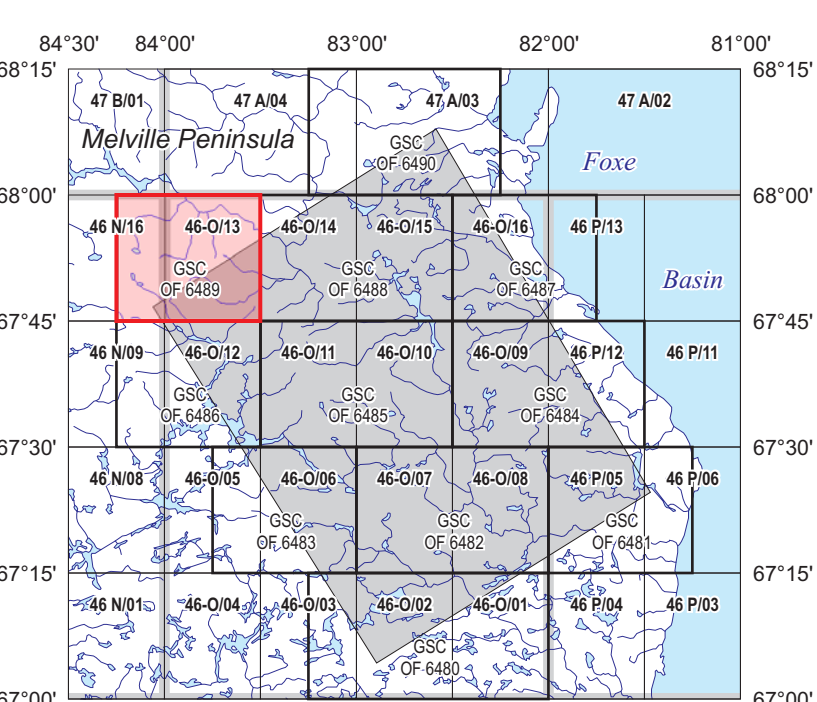 84°30' 84°00' 83°00' 82°00' 81°00'
68°15' 68°15'
47 B/01 47 A/04 47 A/03 47 A/02
Melville Peninsula
GSC
OF 6490
Foxe
68°00' 68°00'
46 N/16 46-O/13 46-O/14 46-O/15 46-O/16 46 P/13
GSC
OF 6489
GSC
OF 6488
GSC
OF 6487
Basin
67°45' 67°45'
46 N/09 46-O/12 46-O/11 46-O/10 46-O/09 46 P/12 46 P/11
GSC
OF 6486
GSC
OF 6485
GSC
OF 6484
67°30' 67°30'
46 N/08 46-O/05 46-O/06 46-O/07 46-O/08 46 P/05 46 P/06
GSC
OF 6483
GSC
OF 6482
GSC
OF 6481
67°15' 67°15'
46 N/01 46-O/04 46-O/03 46-O/02 46-O/01 46 P/04 46 P/03
GSC
OF 6480
67°00' 67°00'